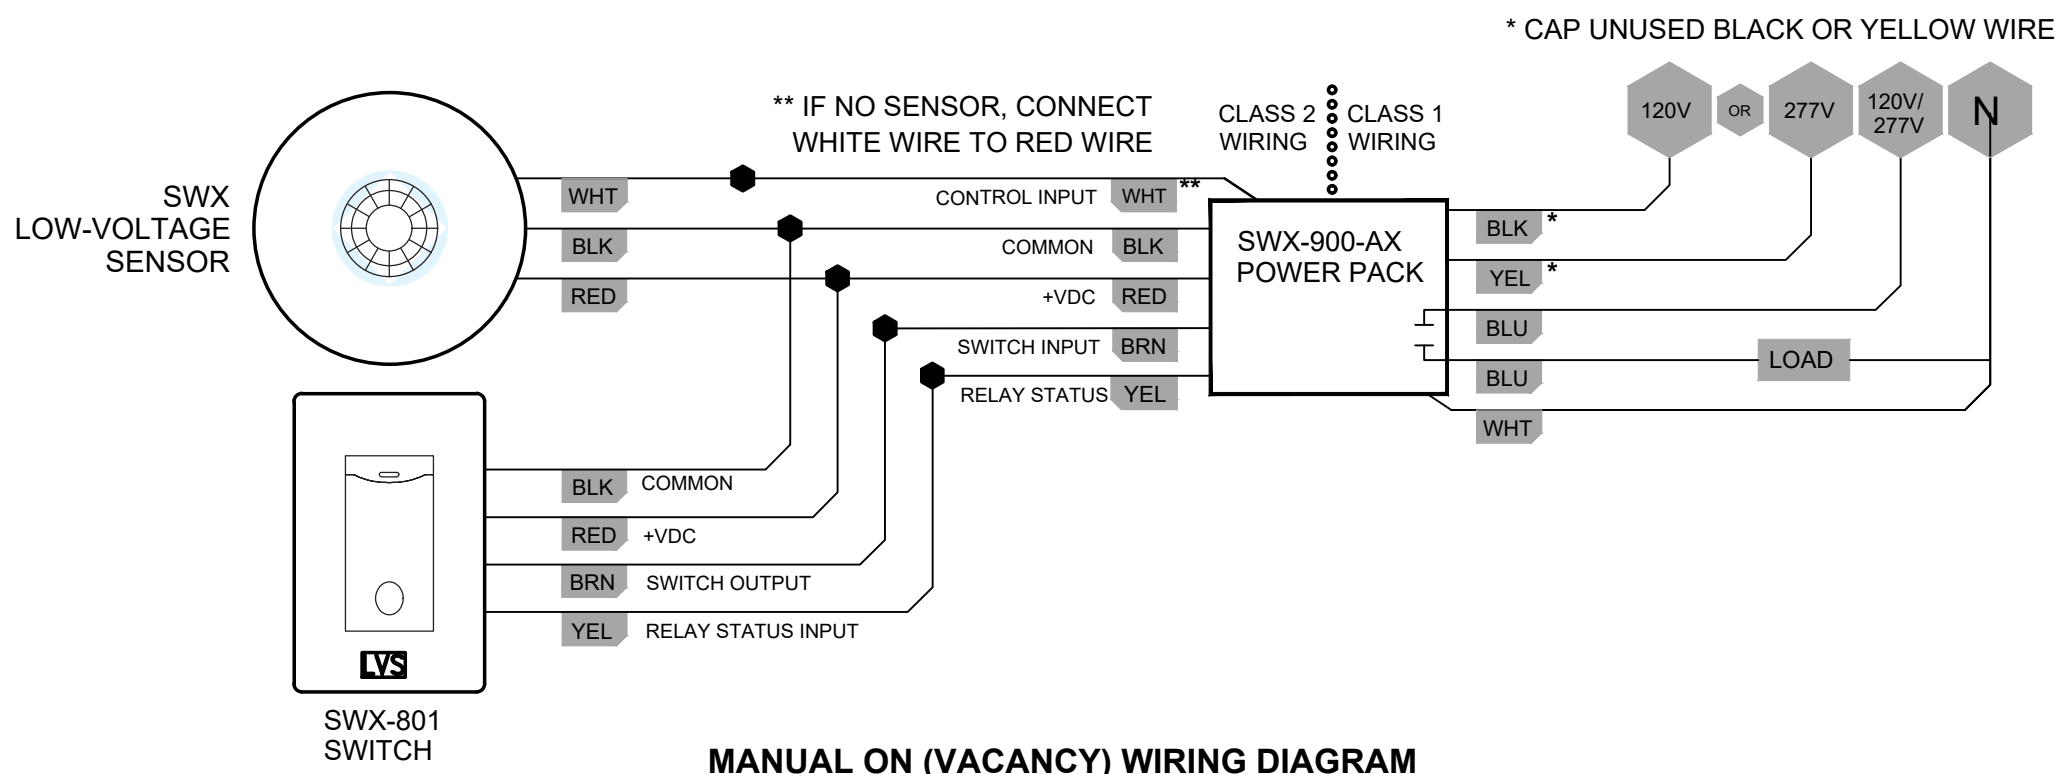 * CAP UNUSED BLACK OR YELLOW WIRE
120V
OR
277V
120V/
277V
N
** IF NO SENSOR, CONNECT
WHITE WIRE TO RED WIRE
CLASS 2
WIRING
CLASS 1
WIRING
SWX
LOW-VOLTAGE
SENSOR
WHT
BLK
RED
CONTROL INPUT WHT **
COMMON BLK
+VDC RED
SWITCH INPUT BRN
RELAY STATUS YEL
SWX-900-AX
POWER PACK
BLK *
YEL *
BLU
BLU
WHT
LOAD
BLK COMMON
RED +VDC
BRN SWITCH OUTPUT
YEL RELAY STATUS INPUT
LVS
SWX-801
SWITCH
MANUAL ON (VACANCY) WIRING DIAGRAM